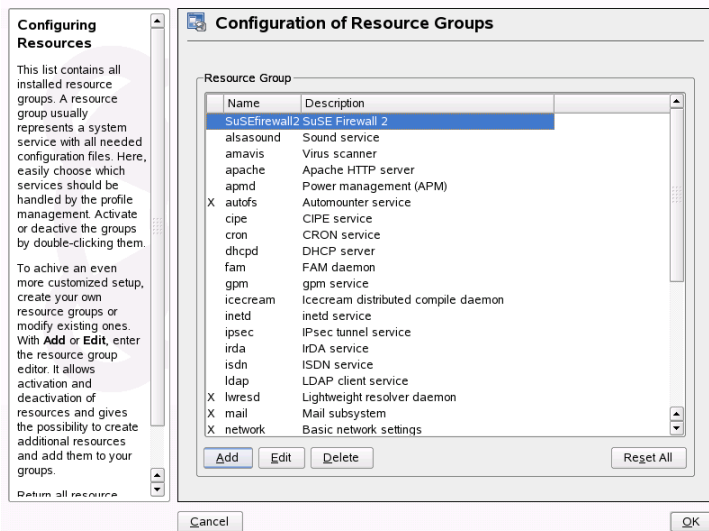 Configuring
Resources
This list contains all
installed resource
groups. A resource
group usually
represents a system
service with all needed
configuration files. Here,
easily choose which
services should be
handled by the profile
management. Activate
or deactive the groups
by double-clicking them.
To achive an even
more customized setup,
create your own
resource groups or
modify existing ones.
With Add or Edit, enter
the resource group
editor. It allows
activation and
deactivation of
resources and gives
the possibility to create
additional resources
and add them to your
groups.
Return all resource
Configuration of Resource Groups
Resource Group
Name Description
SuSEfirewall2 SuSE Firewall 2
alsasound Sound service
amavis Virus scanner
apache Apache HTTP server
apmd Power management (APM)
X autofs Automounter service
cipe CIPE service
cron CRON service
dhcpd DHCP server
fam FAM daemon
gpm gpm service
icecream Icecream distributed compile daemon
inetd inetd service
ipsec IPsec tunnel service
irda IrDA service
isdn ISDN service
ldap LDAP client service
X lwresd Lightweight resolver daemon
X mail Mail subsystem
X network Basic network settings
Add Edit Delete Reset All
Cancel OK